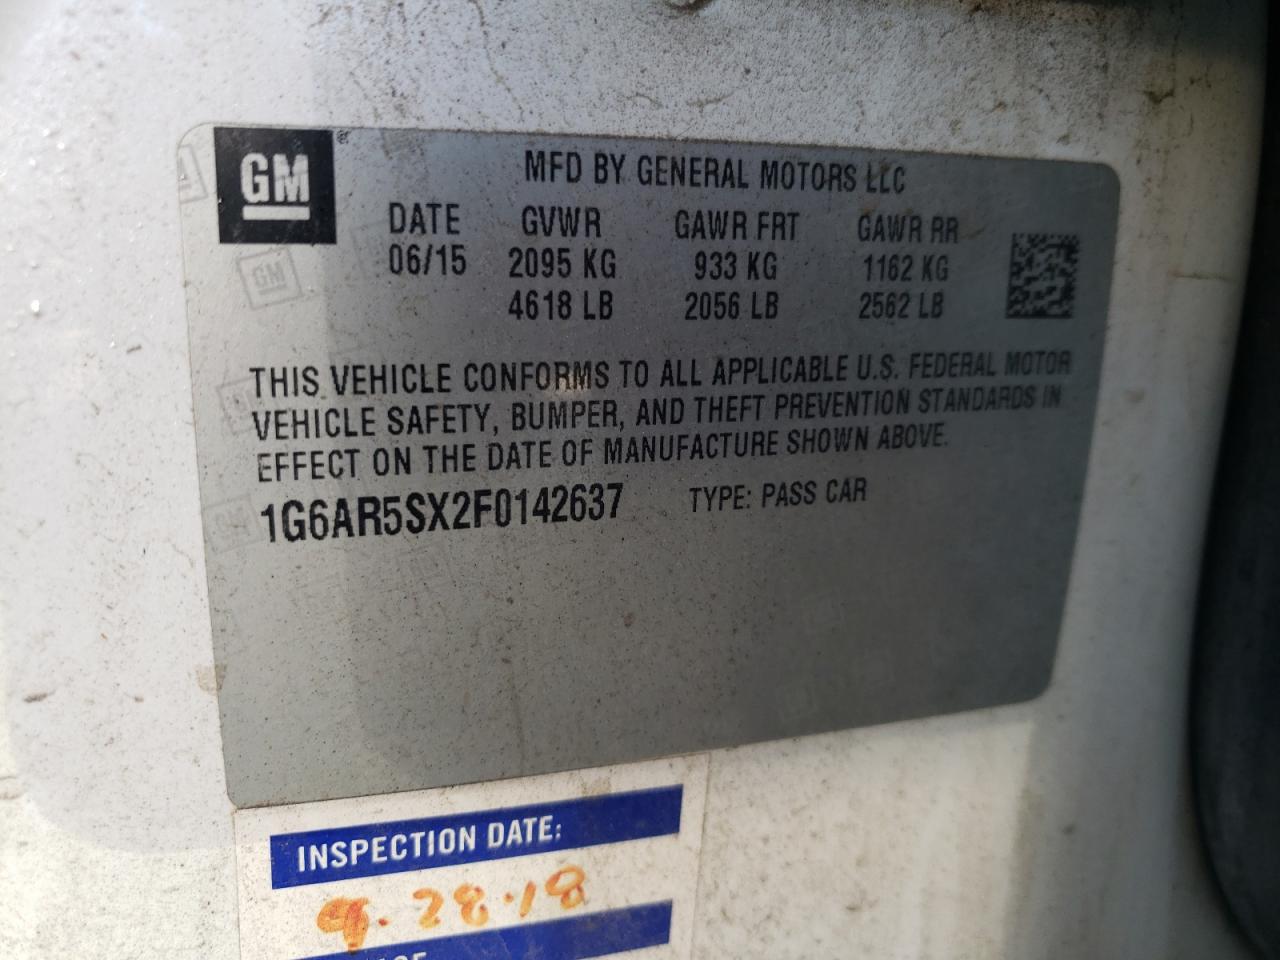 GM
MFD BY GENERAL MOTORS LLC
DATE GVWR GAWR FRT GAWR RR
06/15 2095 KG 933 KG 1162 KG
4618 LB 2056 LB 2562 LB
THIS VEHICLE CONFORMS TO ALL APPLICABLE U.S. FEDERAL MOTOR
VEHICLE SAFETY, BUMPER, AND THEFT PREVENTION STANDARDS IN
EFFECT ON THE DATE OF MANUFACTURE SHOWN ABOVE.
1G6AR5SX2F0142637 TYPE: PASS CAR
INSPECTION DATE:
9.28.18